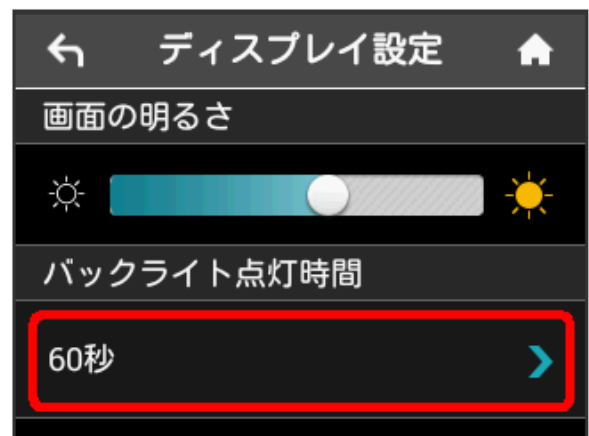 ディスプレイ設定
画面の明るさ
バックライト点灯時間
60秒